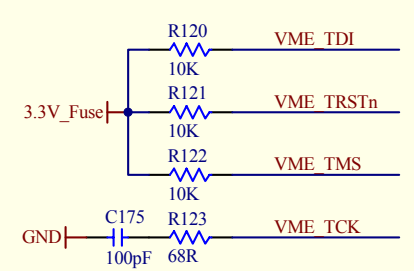 R120
VME_TDI
10K
R121
VME_TRSTn
3.3V_Fuse
10K
R122
VME_TMS
10K
C175
R123
VME_TCK
GND
100pF
68R